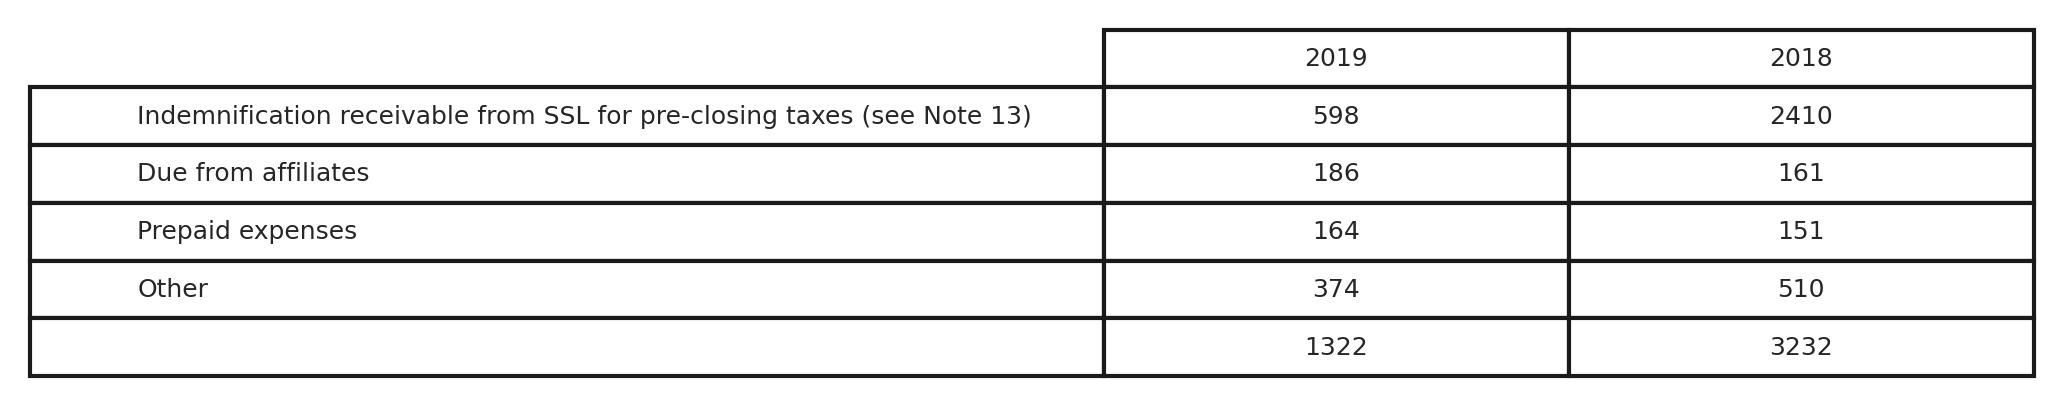 2019 2018
Indemnification receivable from SSL for pre-closing taxes (see Note 13) 598 2410
Due from affiliates 186 161
Prepaid expenses 164 151
Other 374 510
1322 3232